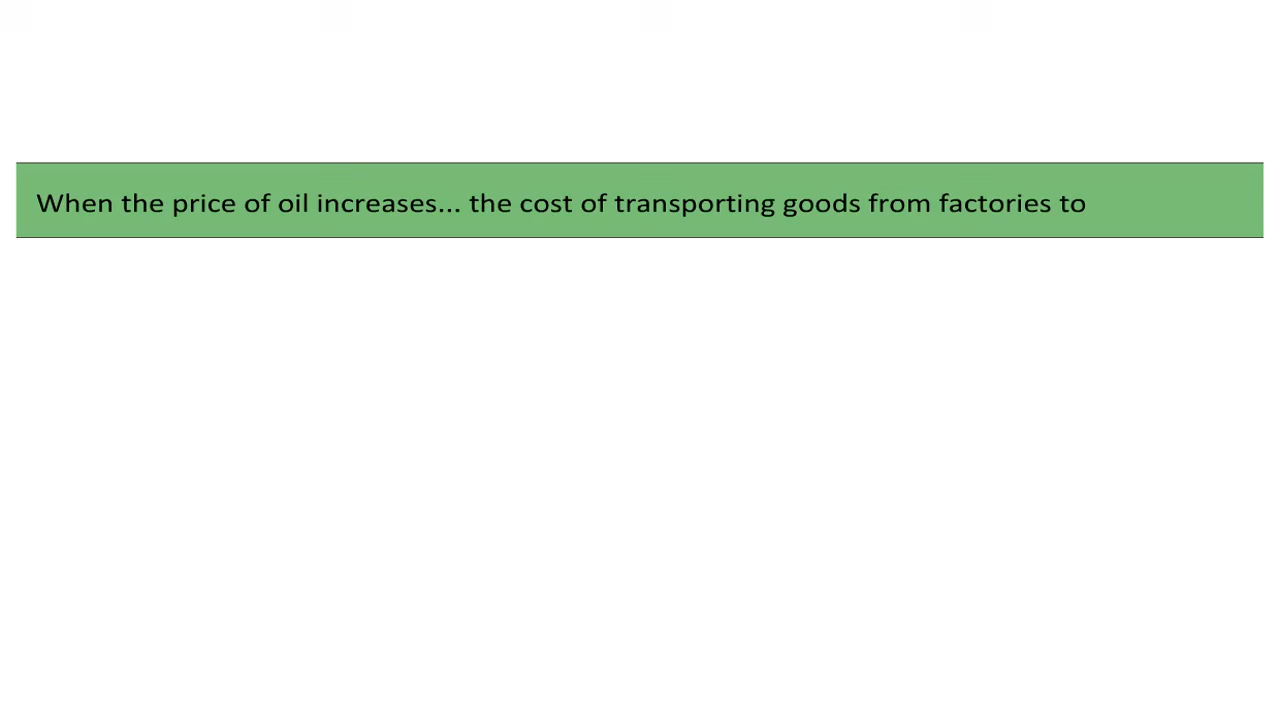 When the price of oil increases... the cost of transporting goods from factories to